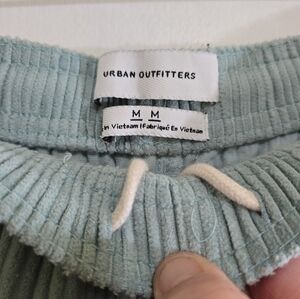 URBAN OUTFITTERS
M M
In Vietnam | Fabriqué En Vietnam